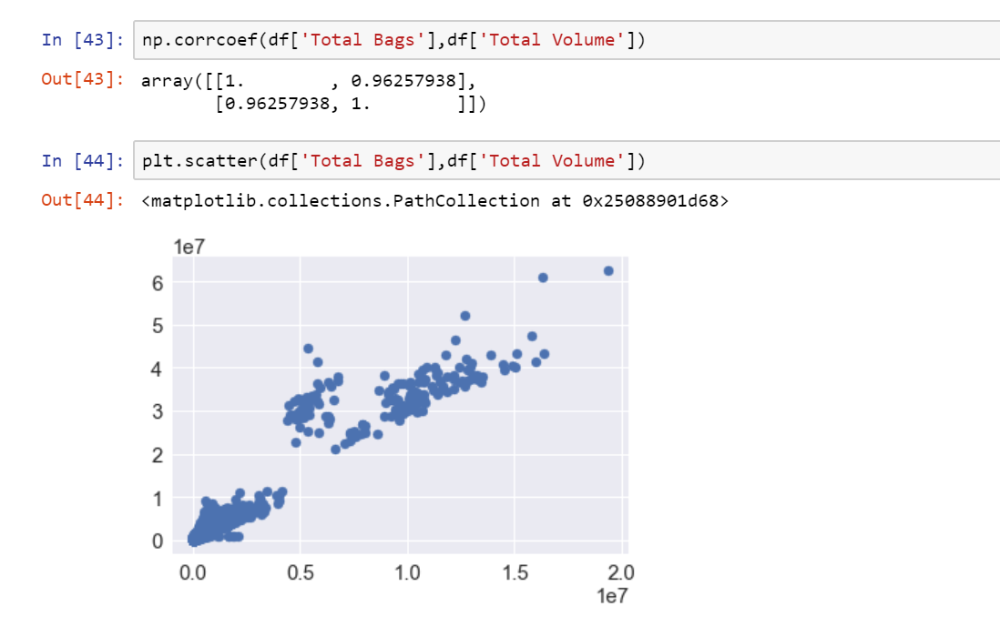 In [43]: np.corrcoef(df['Total Bags'],df['Total Volume'])
Out[43]: array([[1.        , 0.96257938],
       [0.96257938, 1.        ]])
In [44]: plt.scatter(df['Total Bags'],df['Total Volume'])
Out[44]: <matplotlib.collections.PathCollection at 0x25088901d68>
1e7
6
5
4
3
2
1
0
0.0 0.5 1.0 1.5 2.0
1e7